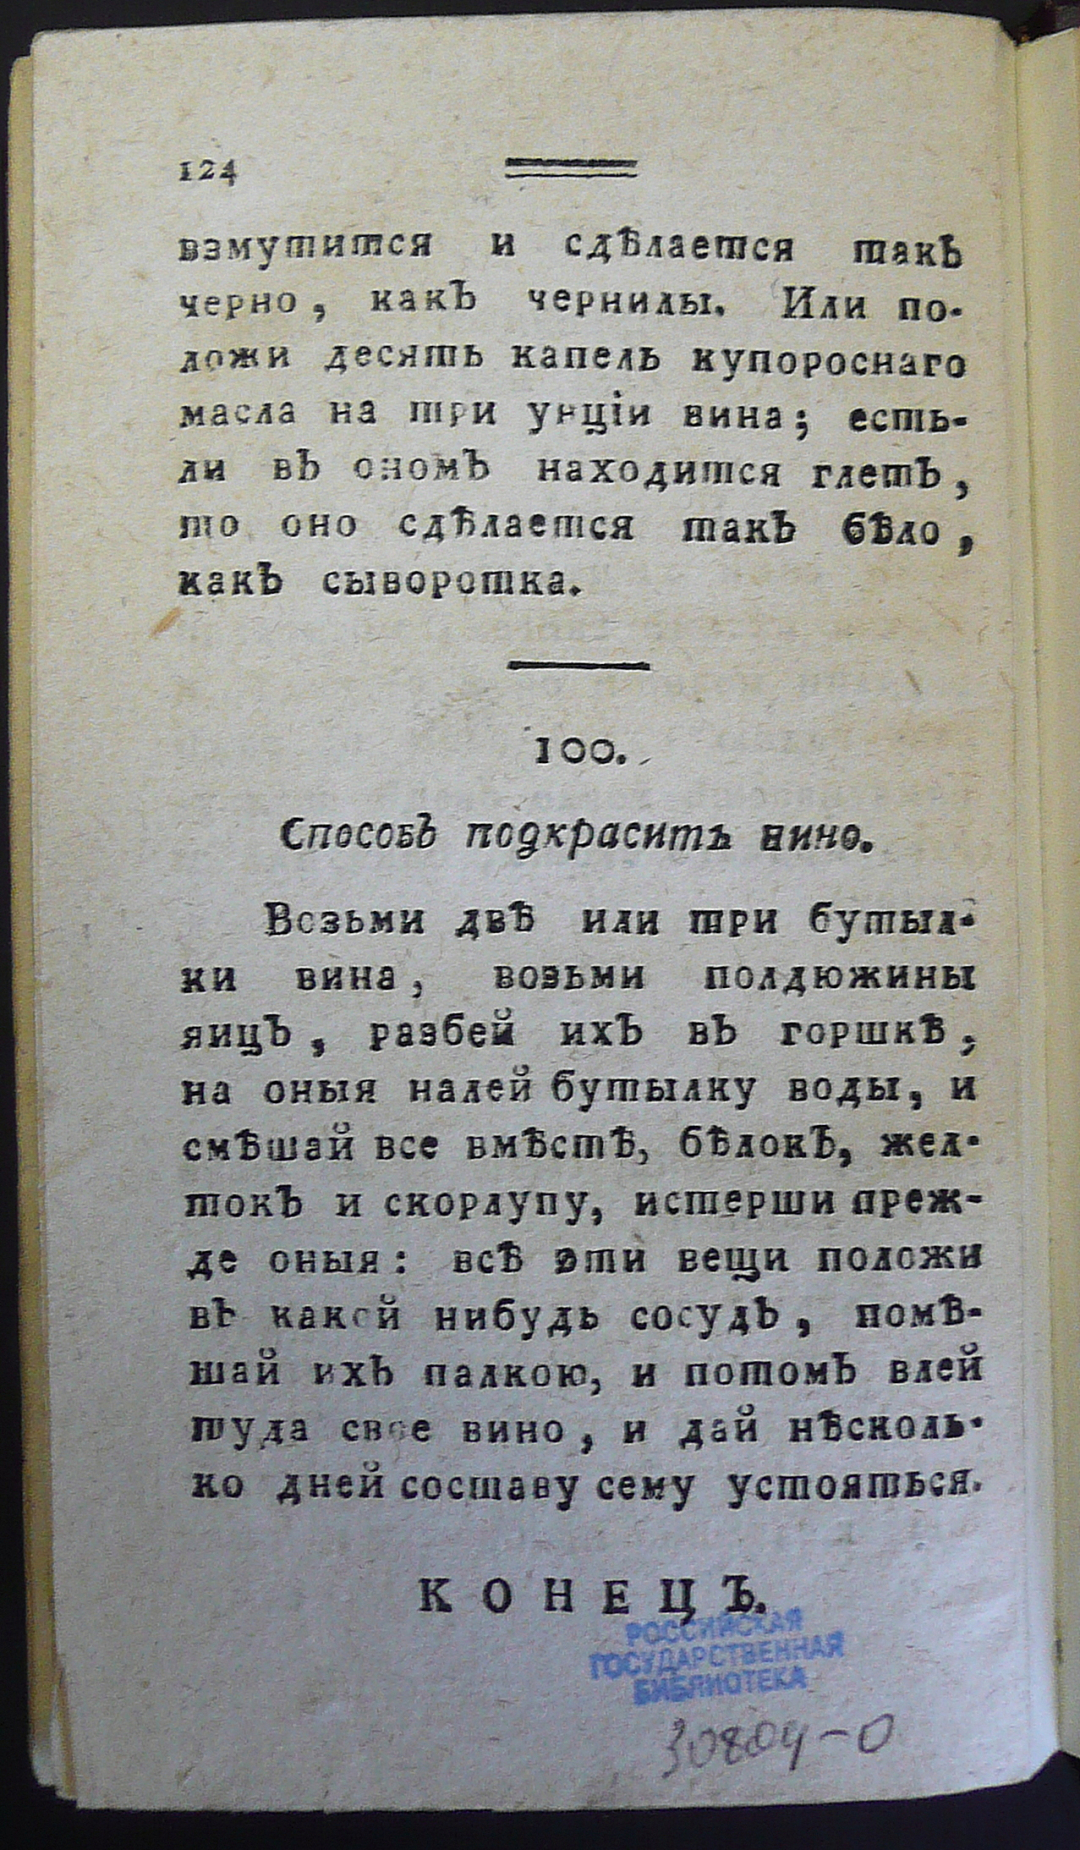 124
взмутится и сдѣлается такъ
черно, какъ чернилы. Или по-
ложи десять капель купороснаго
масла на три унціи вина; есть-
ли въ ономъ находится глетъ,
то оно сдѣлается такъ бѣло,
какъ сыворотка.
100.
Способъ подкрасить вино.
Возьми двѣ или три бутыл-
ки вина, возьми полдюжины
яицъ, разбей ихъ въ горшкѣ,
на оныя налей бутылку воды, и
смѣшай все вмѣстѣ, бѣлокъ, жел-
токъ и скорлупу, истерши преж-
де оныя: всѣ эти вещи положи
въ какой нибудь сосудъ, помѣ-
шай ихъ палкою, и потомъ влей
туда свое вино, и дай нѣсколь-
ко дней составу сему устояться.
КОНЕЦЪ.
РОССИЙСКАЯ
ГОСУДАРСТВЕННАЯ
БИБЛИОТЕКА
30804-0